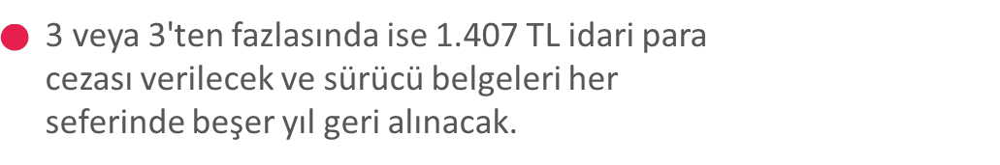 3 veya 3'ten fazlasında ise 1.407 TL idari para
cezası verilecek ve sürücü belgeleri her
seferinde beşer yıl geri alınacak.